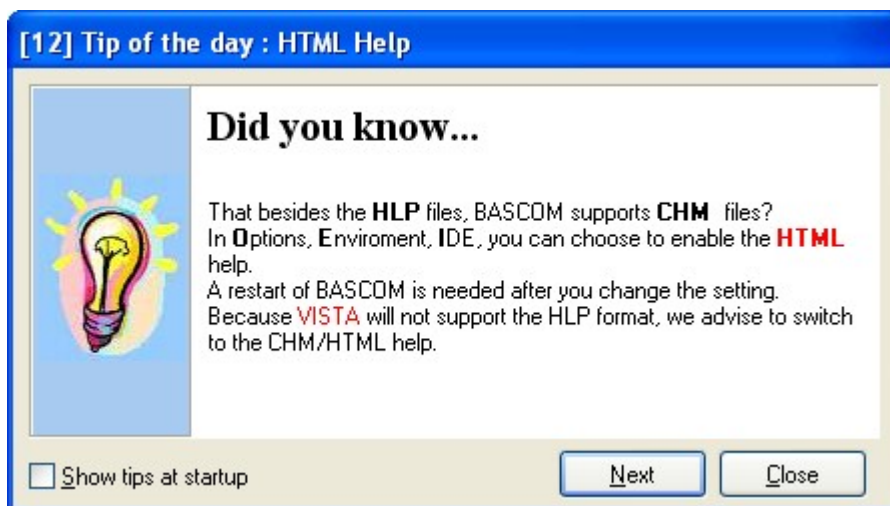 [12] Tip of the day : HTML Help
Did you know...
That besides the HLP files, BASCOM supports CHM files?
In Options, Enviroment, IDE, you can choose to enable the HTML
help.
A restart of BASCOM is needed after you change the setting.
Because VISTA will not support the HLP format, we advise to switch
to the CHM/HTML help.
Show tips at startup
Next
Close